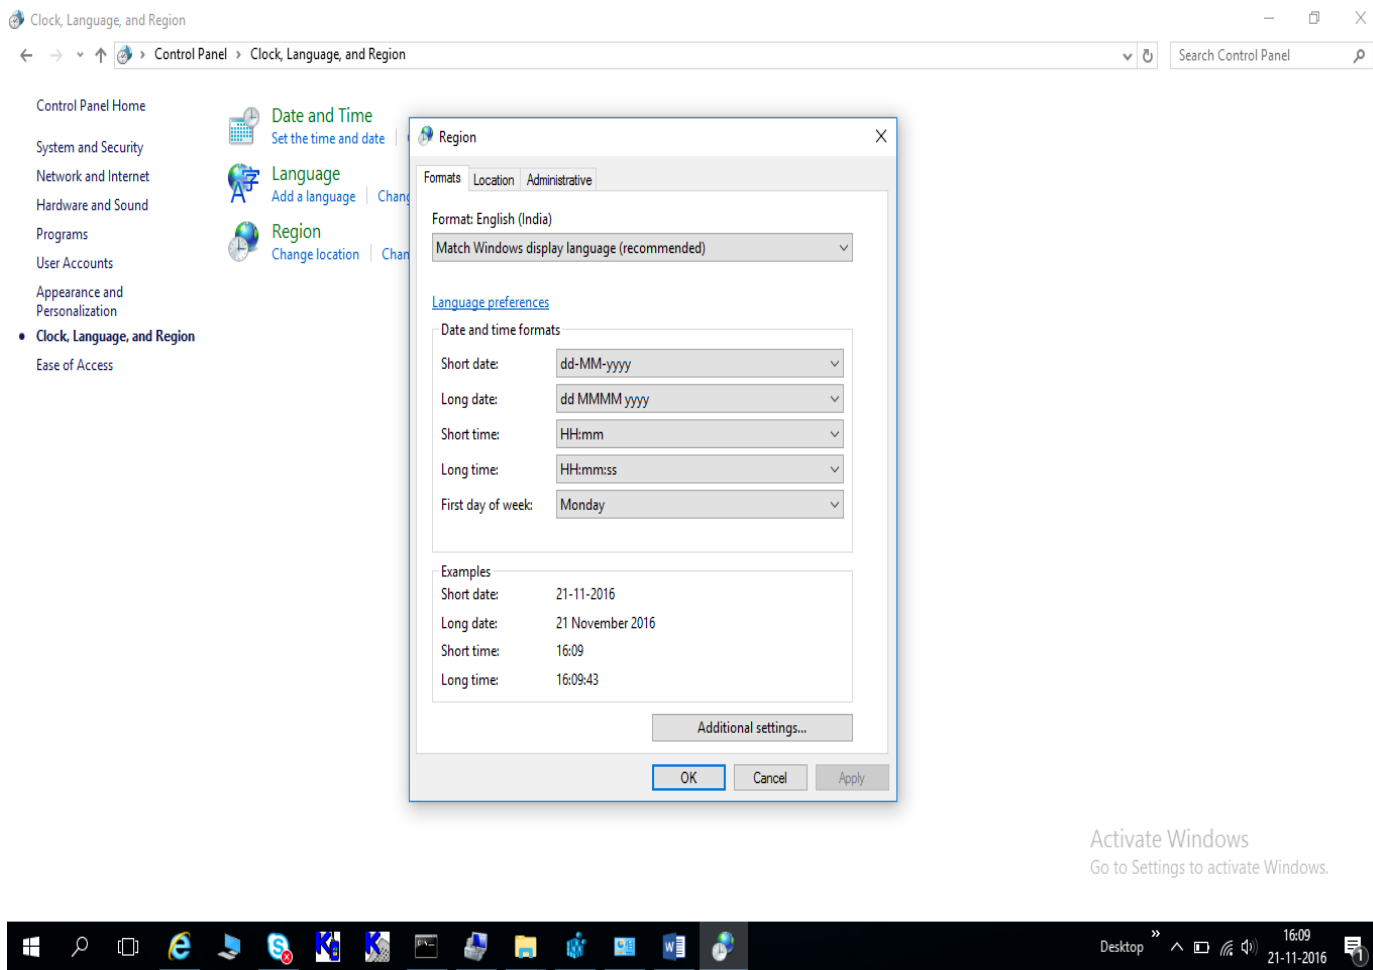 Clock, Language, and Region
Control Panel > Clock, Language, and Region
Search Control Panel
Control Panel Home
System and Security
Network and Internet
Hardware and Sound
Programs
User Accounts
Appearance and
Personalization
Clock, Language, and Region
Ease of Access
Date and Time
Set the time and date
Language
Add a language
Region
Change location
Region
X
Formats Location Administrative
Format: English (India)
Match Windows display language (recommended)
Language preferences
Date and time formats
Short date: dd-MM-yyyy
Long date: dd MMMM yyyy
Short time: HH:mm
Long time: HH:mm:ss
First day of week: Monday
Examples
Short date: 21-11-2016
Long date: 21 November 2016
Short time: 16:09
Long time: 16:09:43
Additional settings...
OK Cancel Apply
Activate Windows
Go to Settings to activate Windows.
Desktop
16:09
21-11-2016